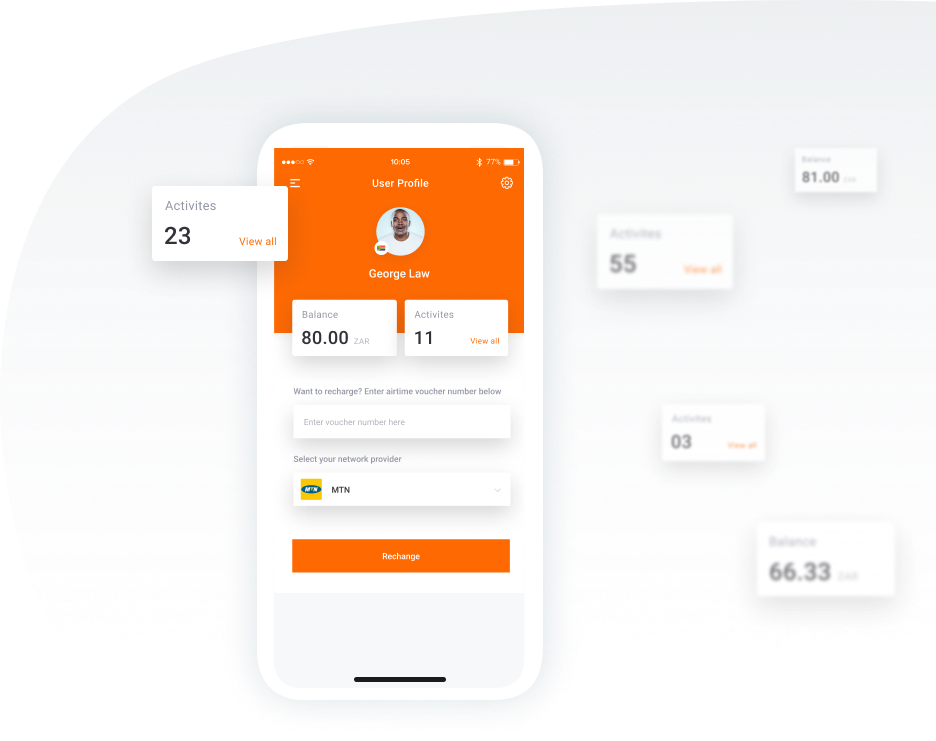 10:05
77%
User Profile
Activites
23
View all
George Law
Balance
80.00 ZAR
Activites
11
View all
Want to recharge? Enter airtime voucher number below
Enter voucher number here
Select your network provider
MTN
MTN
Rechange
Balance
81.00 ZAR
Activites
55
View all
Activites
03
View all
Balance
66.33 ZAR